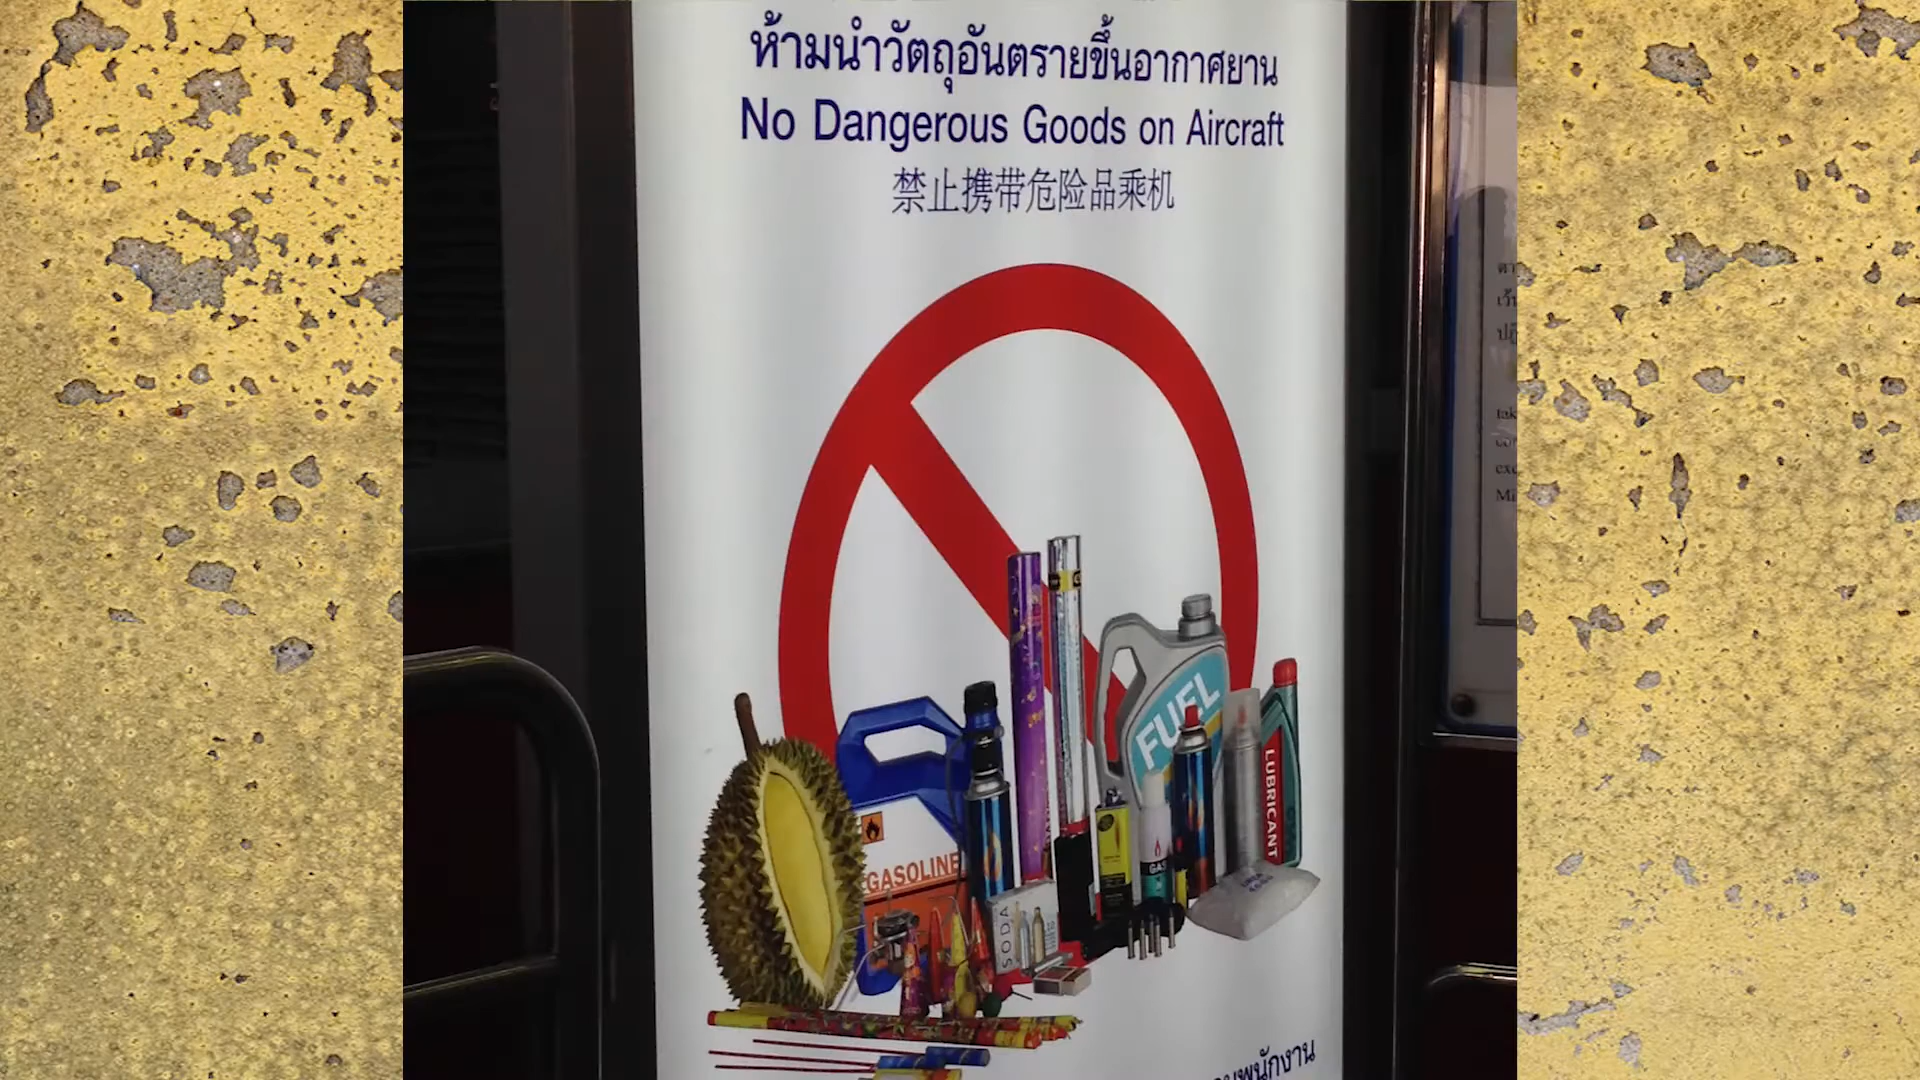 ห้ามนำวัตถุอันตรายขึ้นอากาศยาน
No Dangerous Goods on Aircraft
禁止携带危险品乘机
FUEL
LUBRICANT
GASOLINE
GAS
SODA